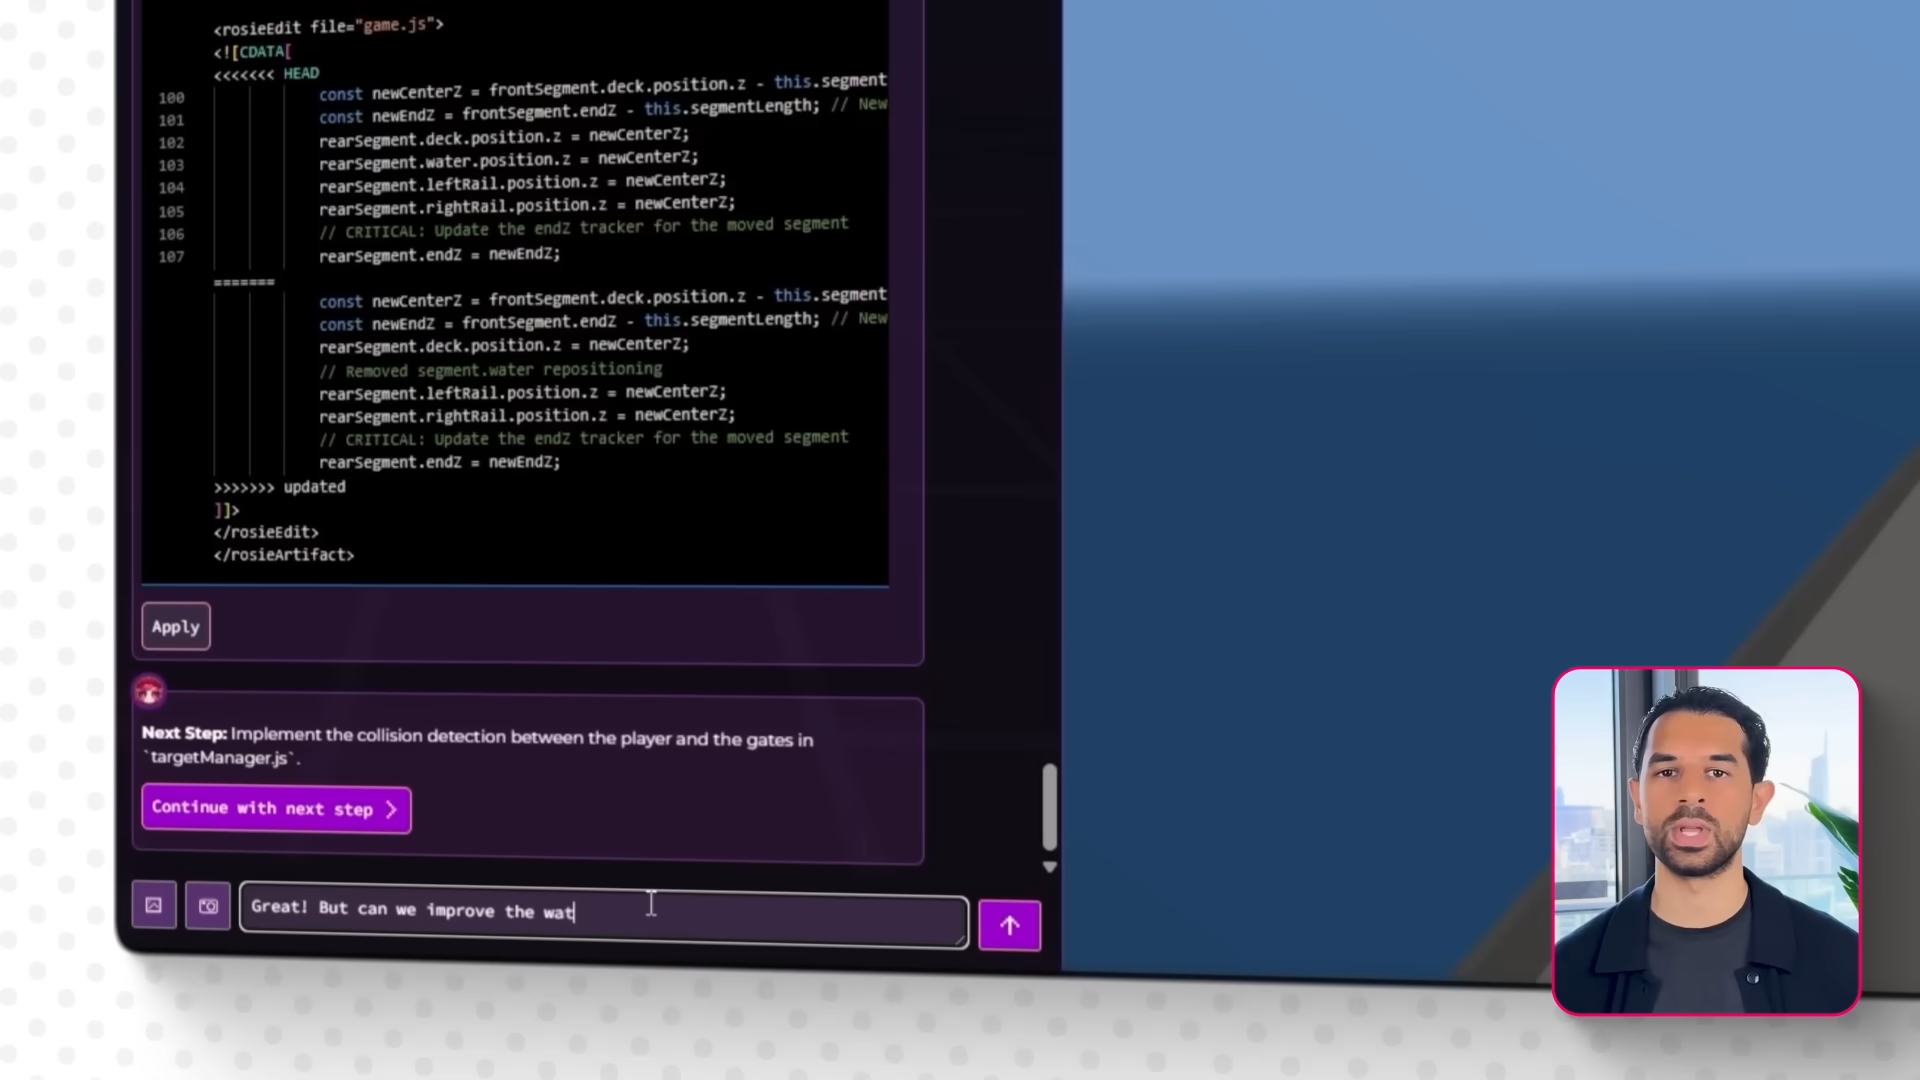 <rosieEdit file="game.js">
<![CDATA[
<<<<<<< HEAD
100 const newCenterZ = frontSegment.deck.position.z - this.segment
101 const newEndZ = frontSegment.endZ - this.segmentLength; // New
102 rearSegment.deck.position.z = newCenterZ;
103 rearSegment.water.position.z = newCenterZ;
104 rearSegment.leftRail.position.z = newCenterZ;
105 rearSegment.rightRail.position.z = newCenterZ;
106 // CRITICAL: Update the endZ tracker for the moved segment
107 rearSegment.endZ = newEndZ;
=======
const newCenterZ = frontSegment.deck.position.z - this.segment
const newEndZ = frontSegment.endZ - this.segmentLength; // New
rearSegment.deck.position.z = newCenterZ;
// Removed segment.water repositioning
rearSegment.leftRail.position.z = newCenterZ;
rearSegment.rightRail.position.z = newCenterZ;
// CRITICAL: Update the endZ tracker for the moved segment
rearSegment.endZ = newEndZ;
>>>>>>> updated
]]>
</rosieEdit>
</rosieArtifact>
Apply
Next Step: Implement the collision detection between the player and the gates in
`targetManager.js`.
Continue with next step
Great! But can we improve the wat